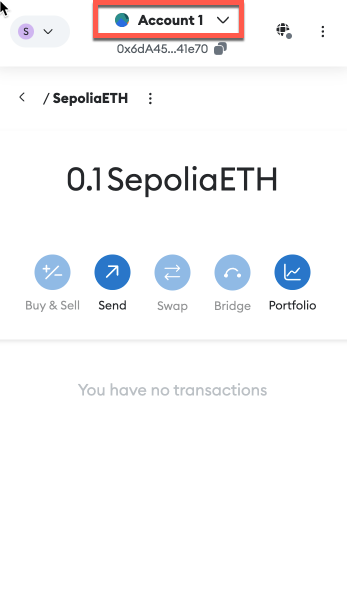 S
Account 1
0x6dA45...41e70
/ SepoliaETH
0.1 SepoliaETH
Buy & Sell
Send
Swap
Bridge
Portfolio
You have no transactions